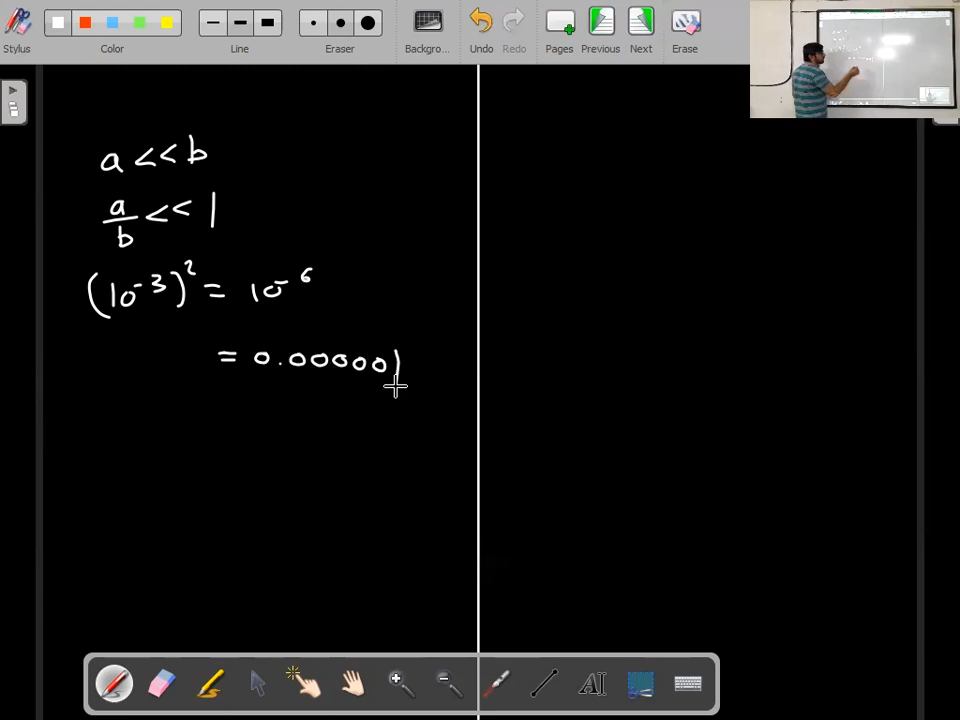 Stylus Color Line Eraser Backgro... Undo Redo Pages Previous Next Erase
a << b
a/b << 1
(10⁻³)² = 10⁻⁶
= 0.000001